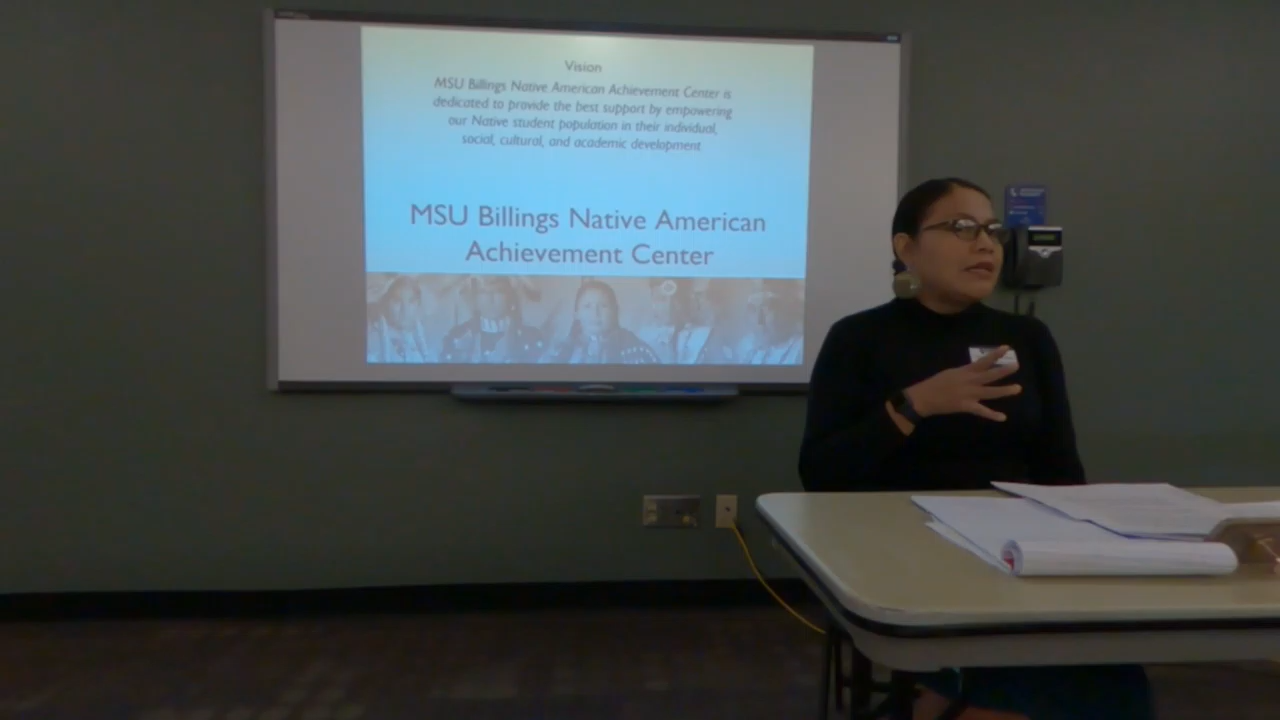 Vision
MSU Billings Native American Achievement Center is
dedicated to provide the best support by empowering
our Native student population in their individual,
social, cultural, and academic development
MSU Billings Native American
Achievement Center